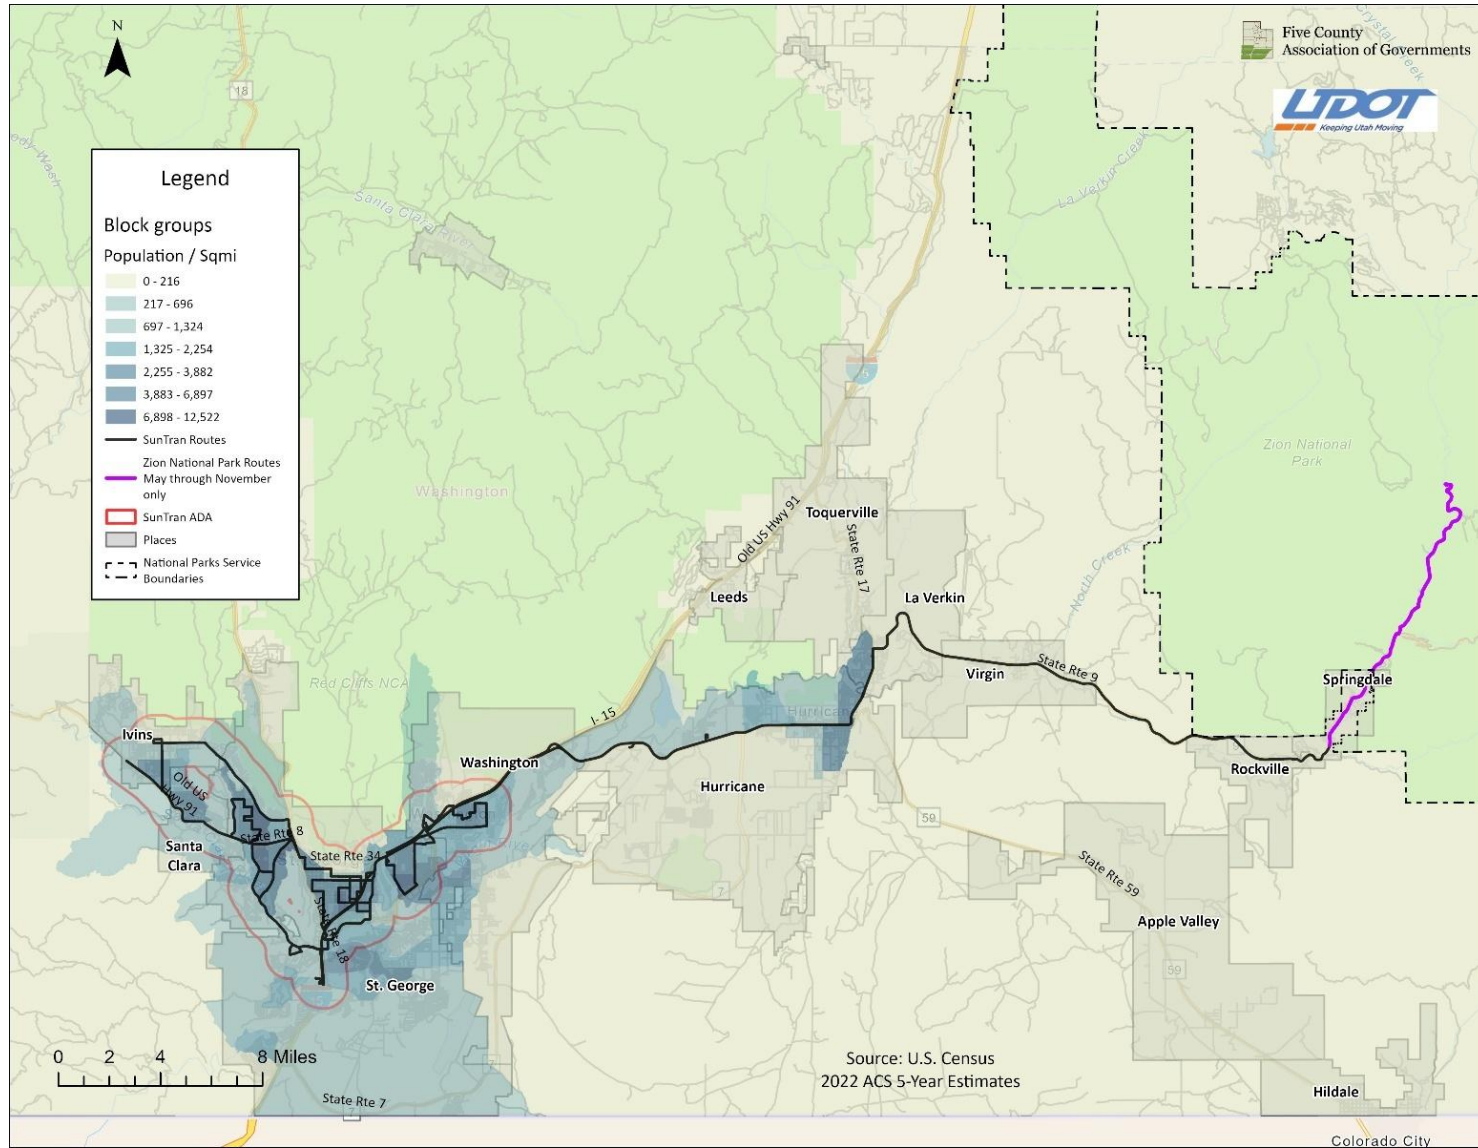 N
18
Five County
Association of Governments
UDOT
Keeping Utah Moving
Crystal Creek
La Verkin Creek
Santa Clara River
Legend
Block groups
Population / Sqmi
0 - 216
217 - 696
697 - 1,324
1,325 - 2,254
2,255 - 3,882
3,883 - 6,897
6,898 - 12,522
SunTran Routes
Zion National Park Routes
May through November
only
SunTran ADA
Places
National Parks Service
Boundaries
Zion National
Park
Washington
Old US Hwy 91
Toquerville
State Rte 17
North Creek
Leeds
La Verkin
State Rte 9
Virgin
Springdale
Red Cliffs NCA
Hurricane
I- 15
Ivins
Washington
Rockville
Hurricane
Old US
Hwy 91
59
State Rte 8
Santa
Clara
State Rte 34
State Rte 59
7
State Rte 18
Apple Valley
59
St. George
0 2 4 8 Miles
Source: U.S. Census
2022 ACS 5-Year Estimates
State Rte 7
7
Hildale
Colorado City